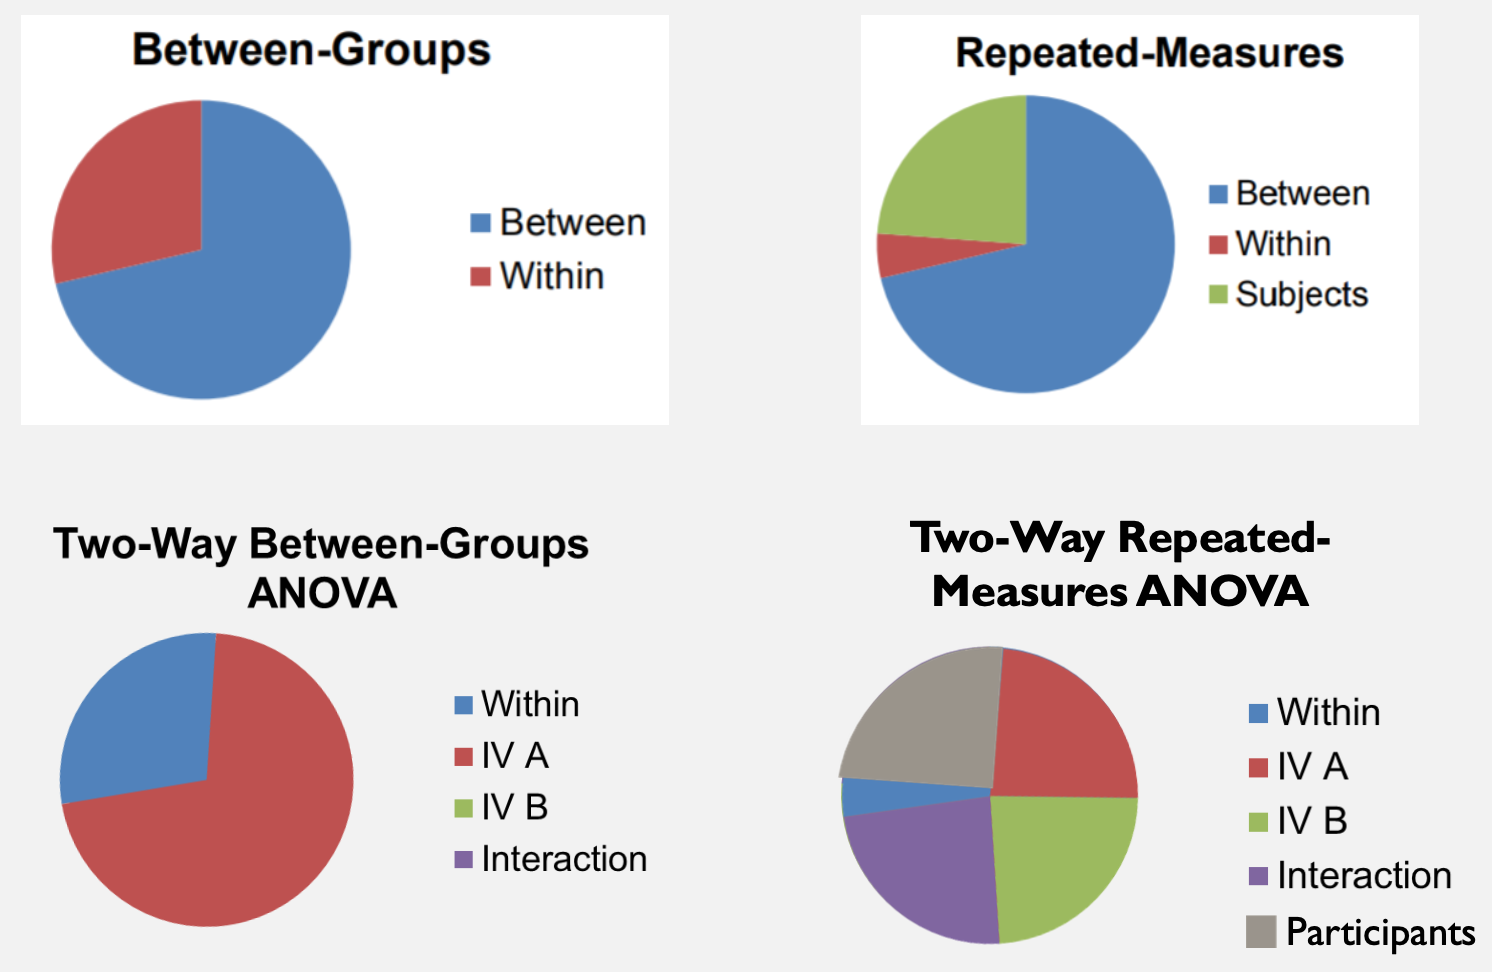 Between-Groups
Between
Within
Repeated-Measures
Between
Within
Subjects
Two-Way Between-Groups
ANOVA
Within
IV A
IV B
Interaction
Two-Way Repeated-
Measures ANOVA
Within
IV A
IV B
Interaction
Participants